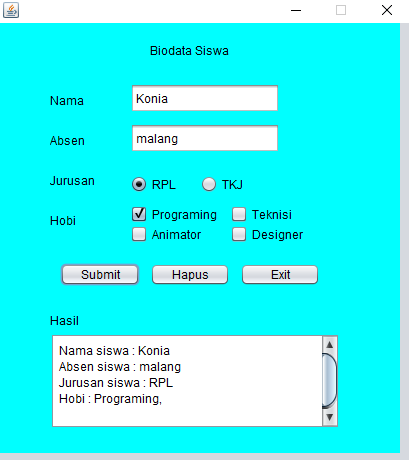 Biodata Siswa
Nama Konia
Absen malang
Jurusan RPL TKJ
Hobi Programing Teknisi
Animator Designer
Submit Hapus Exit
Hasil
Nama siswa : Konia
Absen siswa : malang
Jurusan siswa : RPL
Hobi : Programing,